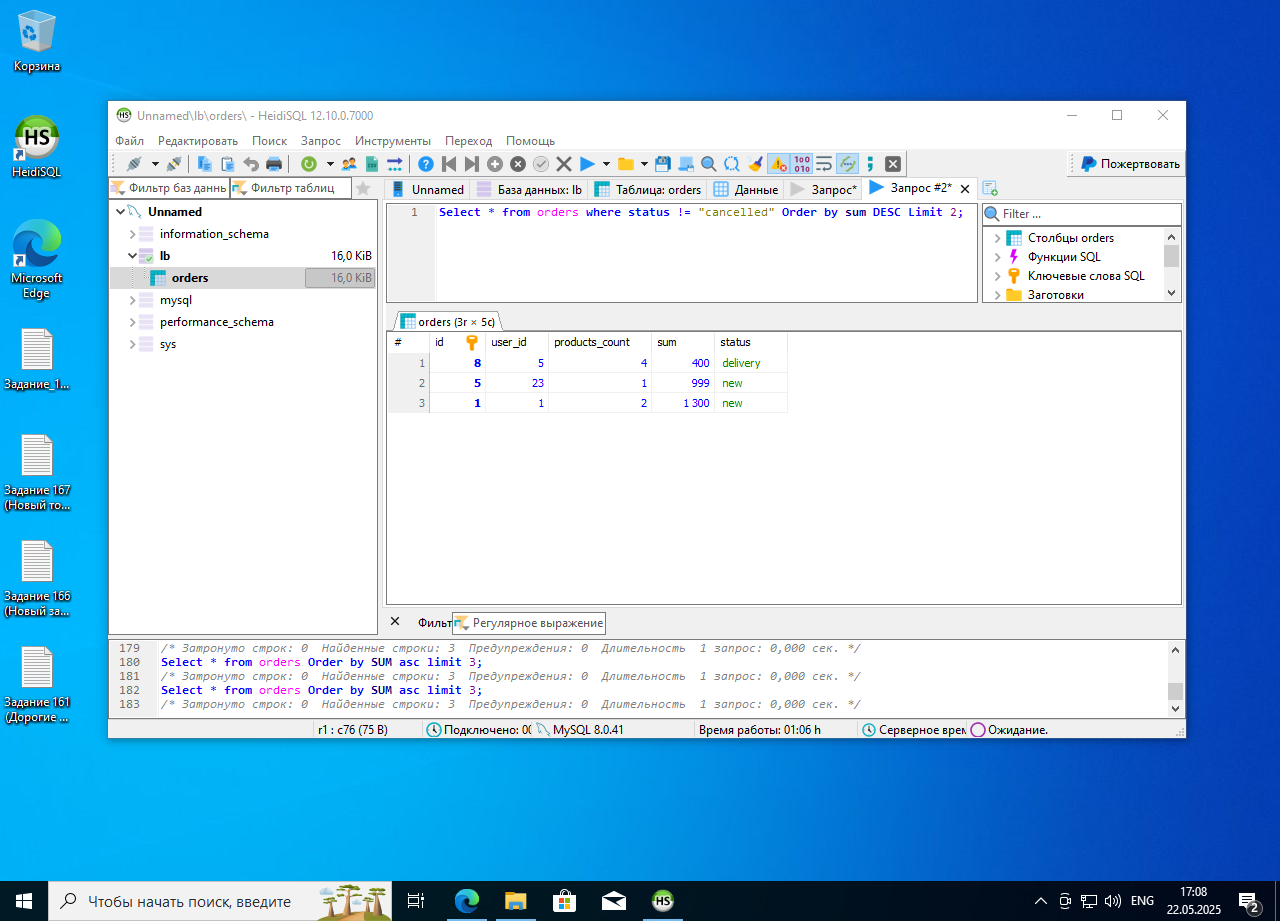 Корзина
HeidiSQL
Microsoft
Edge
Задание_1...
Задание 167
(Новый то...
Задание 166
(Новый за...
Задание 161
(Дорогие ...
Unnamed\lb\orders\ - HeidiSQL 12.10.0.7000
Файл Редактировать Поиск Запрос Инструменты Переход Помощь
Пожертвовать
Фильтр баз даннь Фильтр таблиц
Unnamed База данных: lb Таблица: orders Данные Запрос* Запрос #2*
Unnamed
information_schema
lb 16,0 KiB
orders 16,0 KiB
mysql
performance_schema
sys
1 Select * from orders where status != "cancelled" Order by sum DESC Limit 2;
Filter ...
Столбцы orders
Функции SQL
Ключевые слова SQL
Заготовки
orders (3r × 5c)
# id user_id products_count sum status
1 8 5 4 400 delivery
2 5 23 1 999 new
3 1 1 2 1 300 new
Фильт Регулярное выражение
179 /* Затронуто строк: 0 Найденные строки: 3 Предупреждения: 0 Длительность 1 запрос: 0,000 сек. */
180 Select * from orders Order by SUM asc limit 3;
181 /* Затронуто строк: 0 Найденные строки: 3 Предупреждения: 0 Длительность 1 запрос: 0,000 сек. */
182 Select * from orders Order by SUM asc limit 3;
183 /* Затронуто строк: 0 Найденные строки: 3 Предупреждения: 0 Длительность 1 запрос: 0,000 сек. */
r1 : c76 (75 B) Подключено: 00 MySQL 8.0.41 Время работы: 01:06 h Серверное врем Ожидание.
Чтобы начать поиск, введите
HS
ENG
17:08
22.05.2025
2